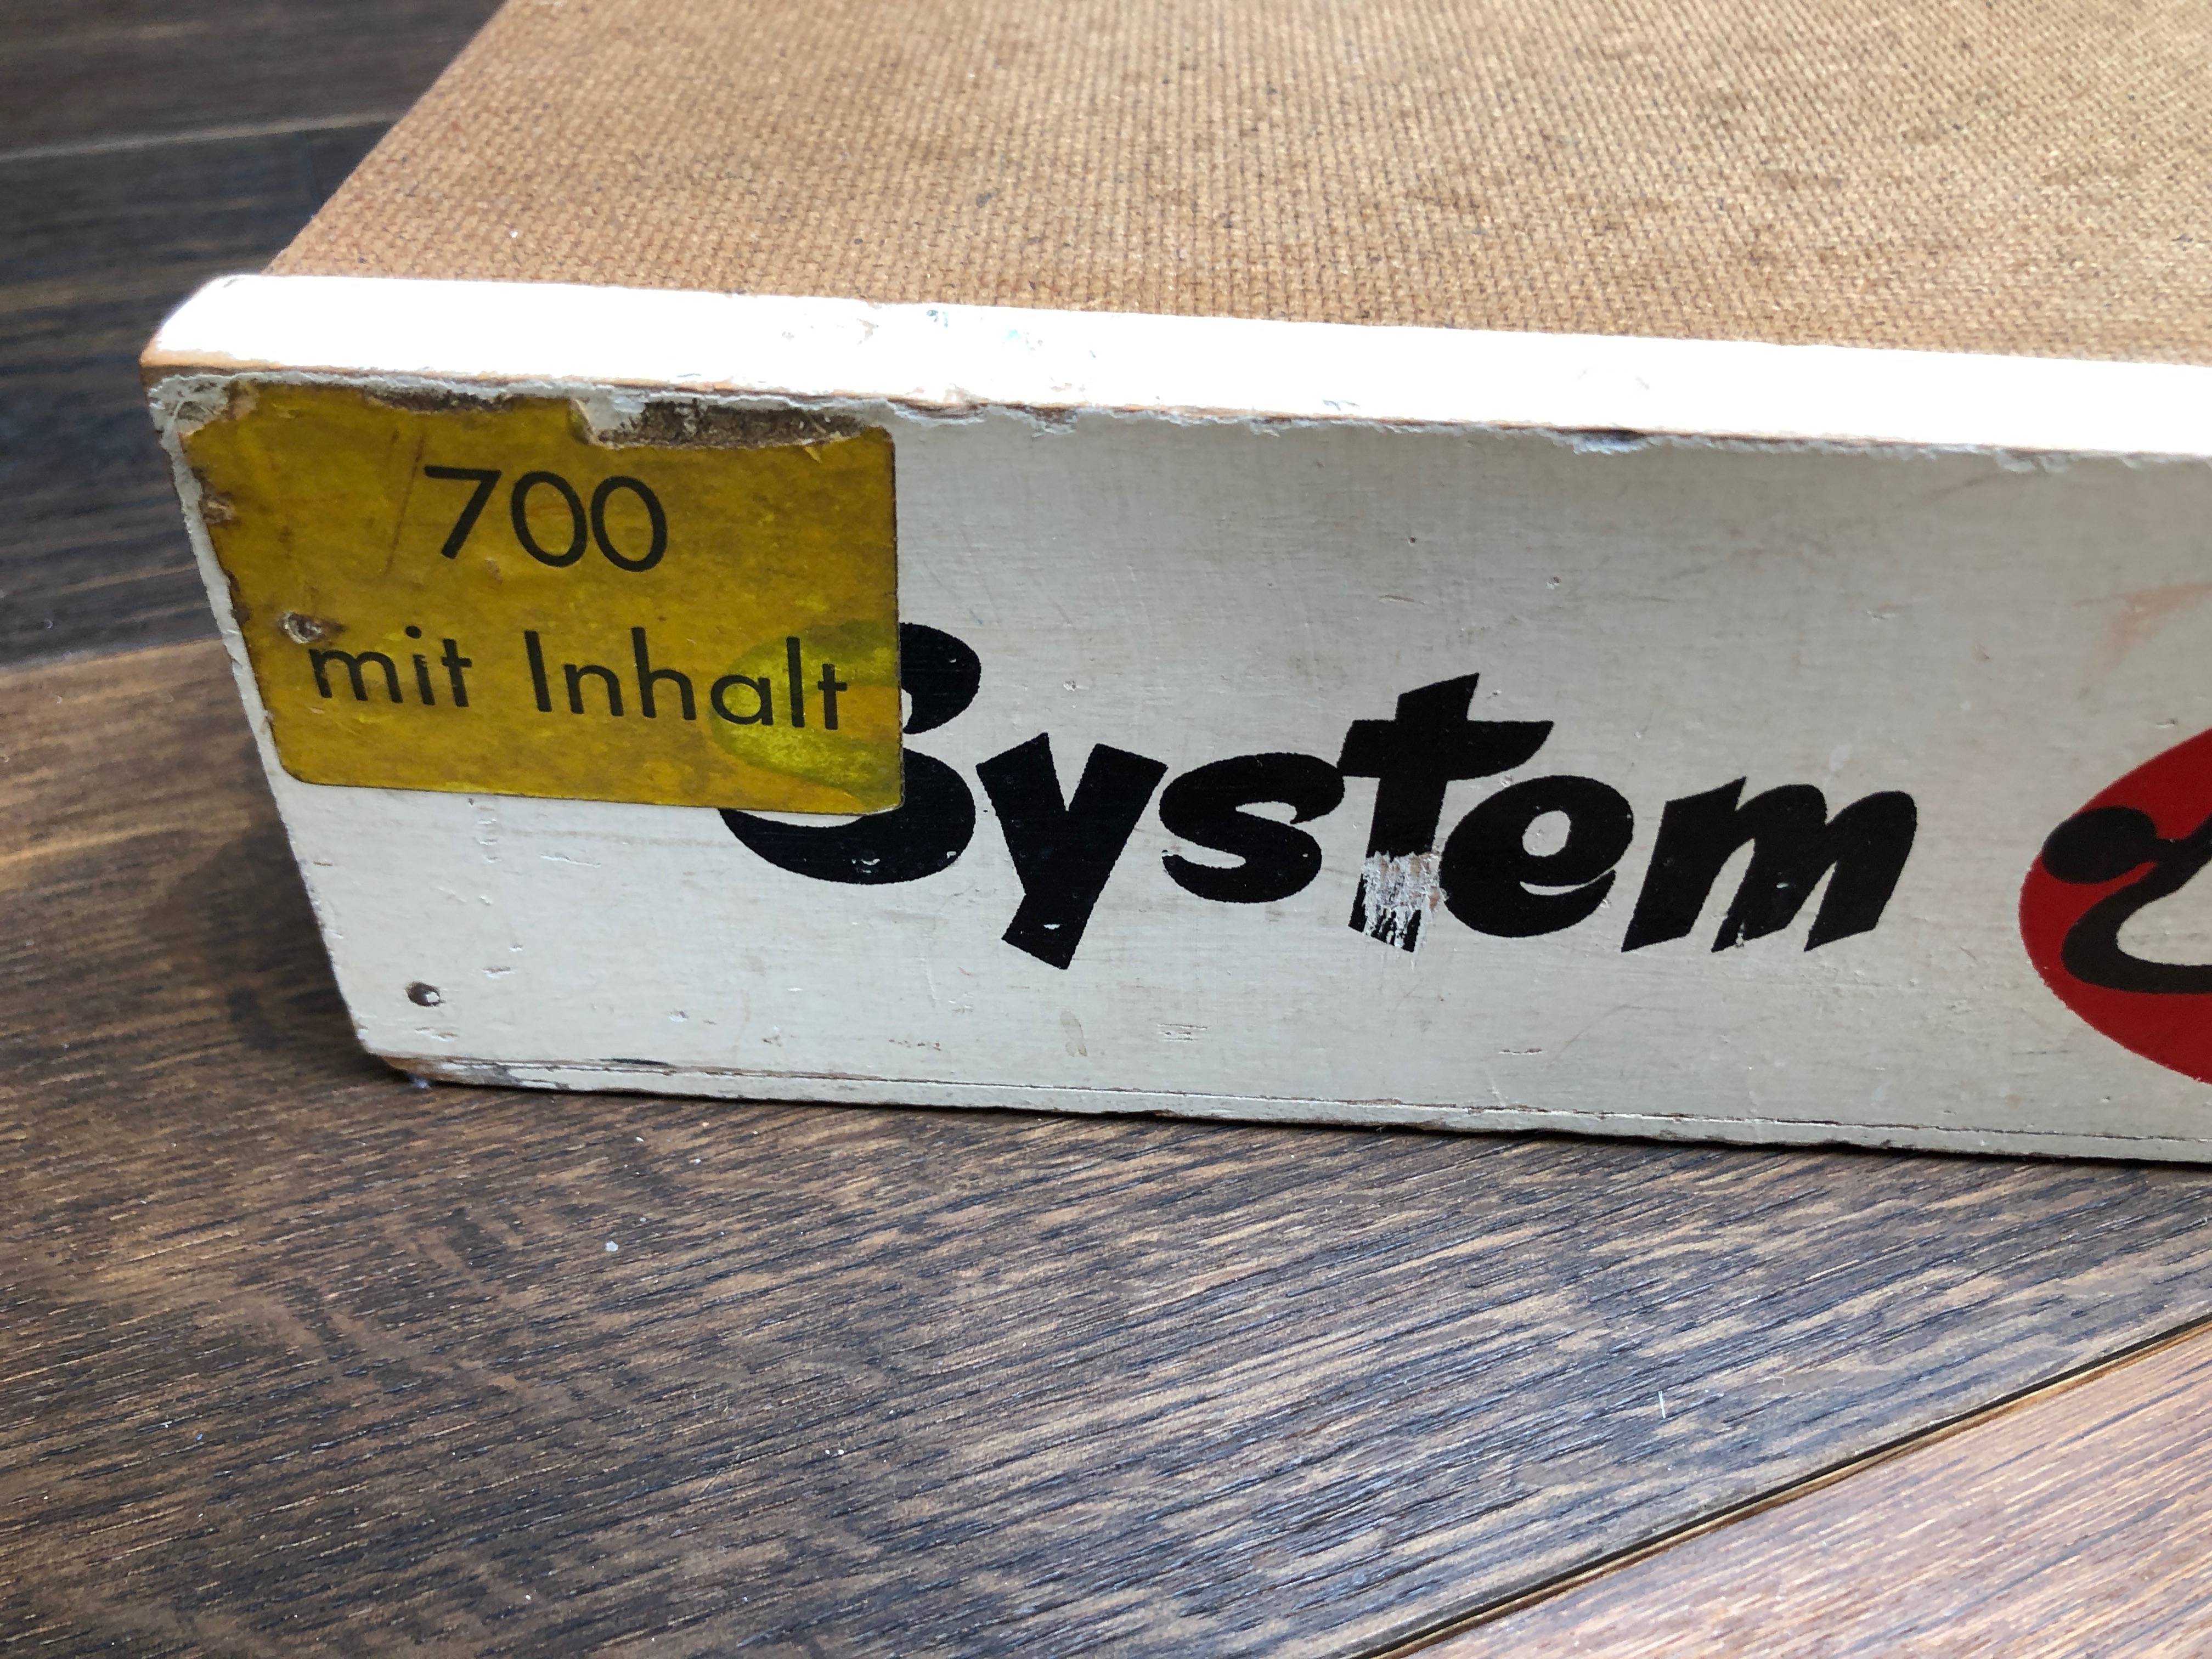 700
mit Inhalt
System